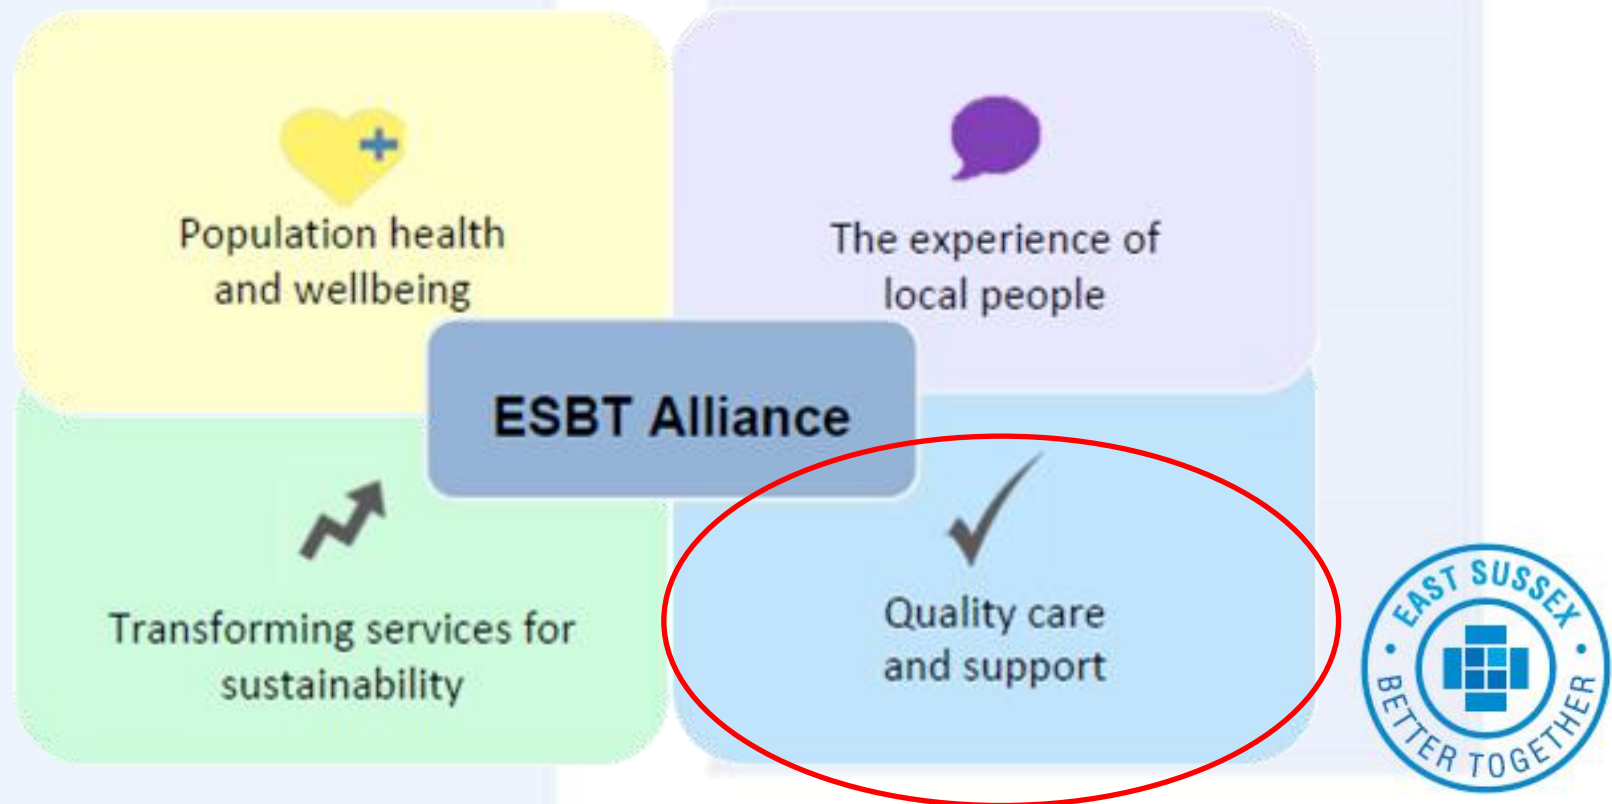 Population health
and wellbeing
The experience of
local people
ESBT Alliance
Transforming services for
sustainability
Quality care
and support
EAST SUSSEX
BETTER TOGETHER